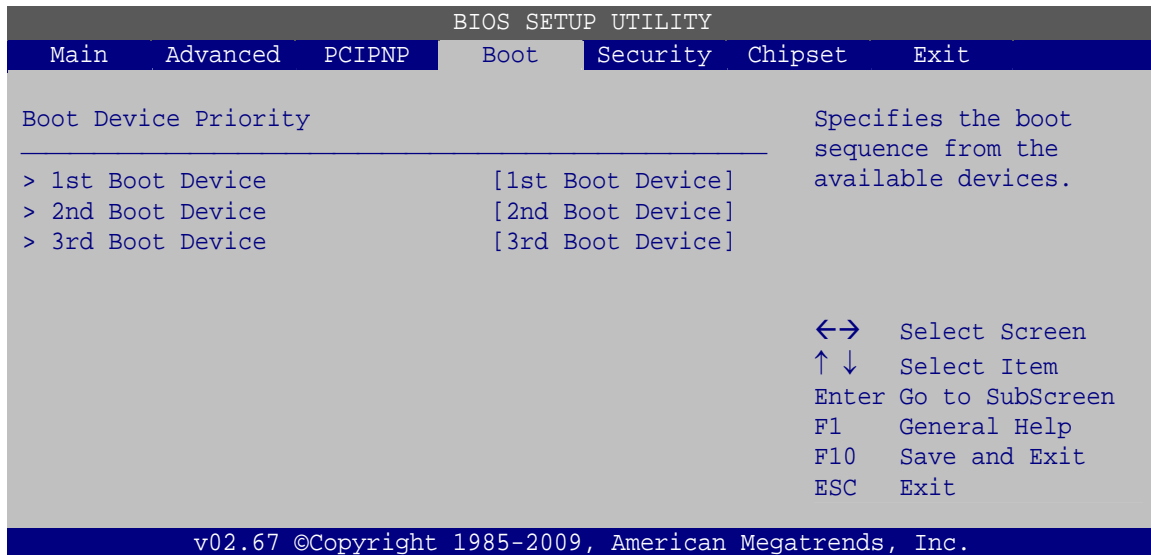 BIOS SETUP UTILITY
Main Advanced PCIPNP Boot Security Chipset Exit
Boot Device Priority
> 1st Boot Device [1st Boot Device]
> 2nd Boot Device [2nd Boot Device]
> 3rd Boot Device [3rd Boot Device]
Specifies the boot
sequence from the
available devices.
←→ Select Screen
↑ ↓ Select Item
Enter Go to SubScreen
F1 General Help
F10 Save and Exit
ESC Exit
v02.67 ©Copyright 1985-2009, American Megatrends, Inc.